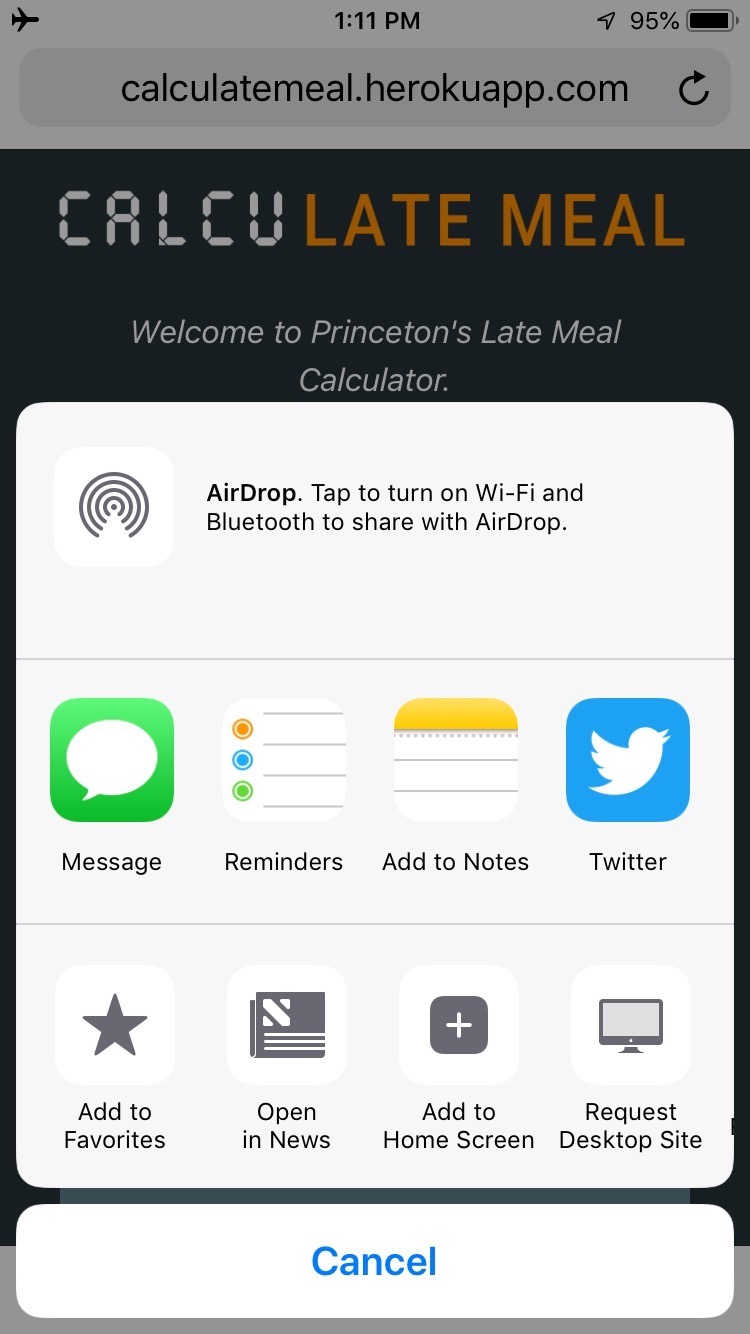 1:11 PM 95%
calculatemeal.herokuapp.com
CALCULATE MEAL
Welcome to Princeton's Late Meal
Calculator.
AirDrop. Tap to turn on Wi-Fi and
Bluetooth to share with AirDrop.
Message Reminders Add to Notes Twitter
Add to Favorites
Open in News
Add to Home Screen
Request Desktop Site
Cancel